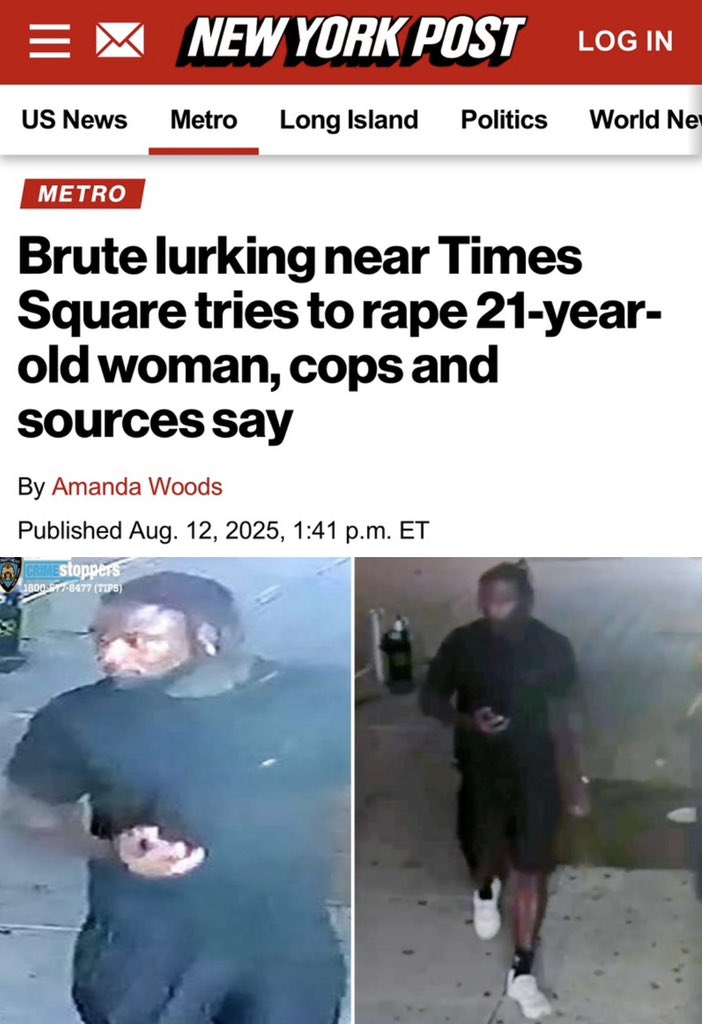 NEW YORK POST
LOG IN
US News Metro Long Island Politics World Ne
METRO
Brute lurking near Times
Square tries to rape 21-year-
old woman, cops and
sources say
By Amanda Woods
Published Aug. 12, 2025, 1:41 p.m. ET
CRIMEstoppers
1800-577-8477 (TIPS)